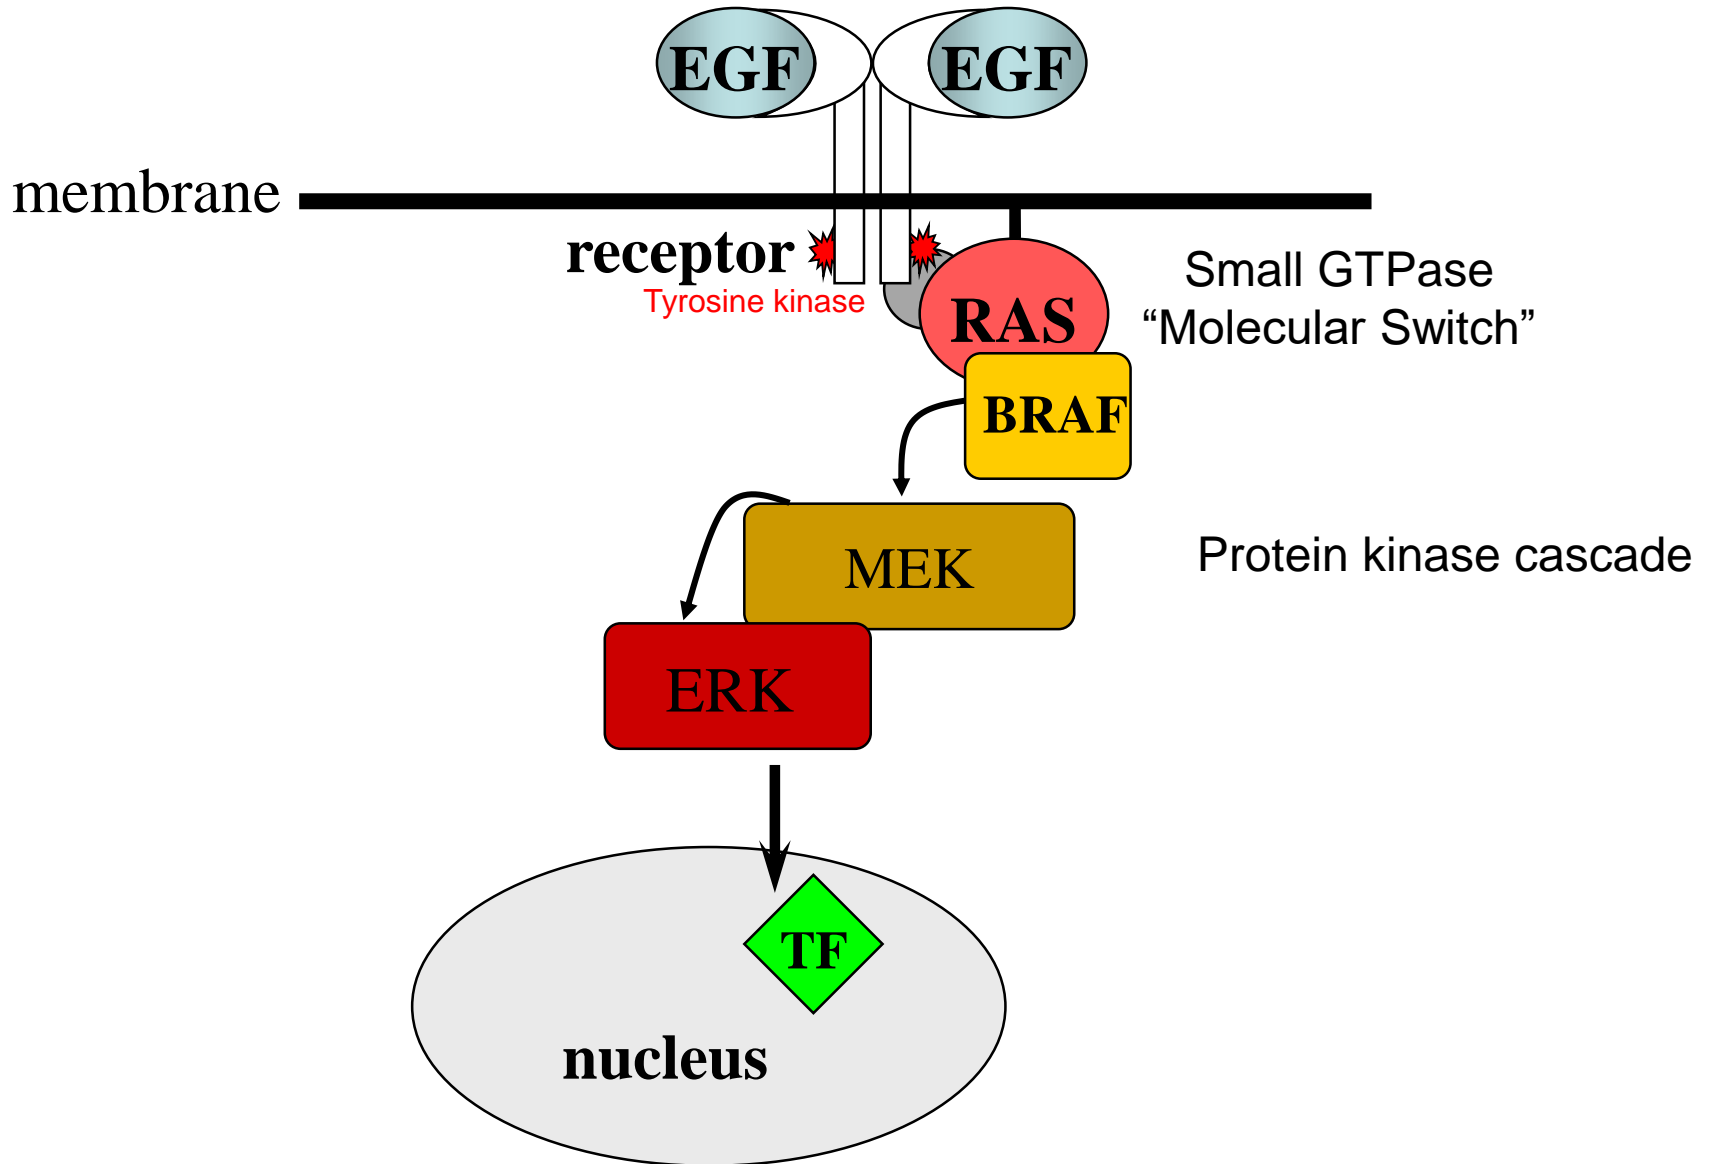 EGF
EGF
membrane
receptor
Tyrosine kinase
RAS
Small GTPase
“Molecular Switch”
BRAF
MEK
Protein kinase cascade
ERK
TF
nucleus